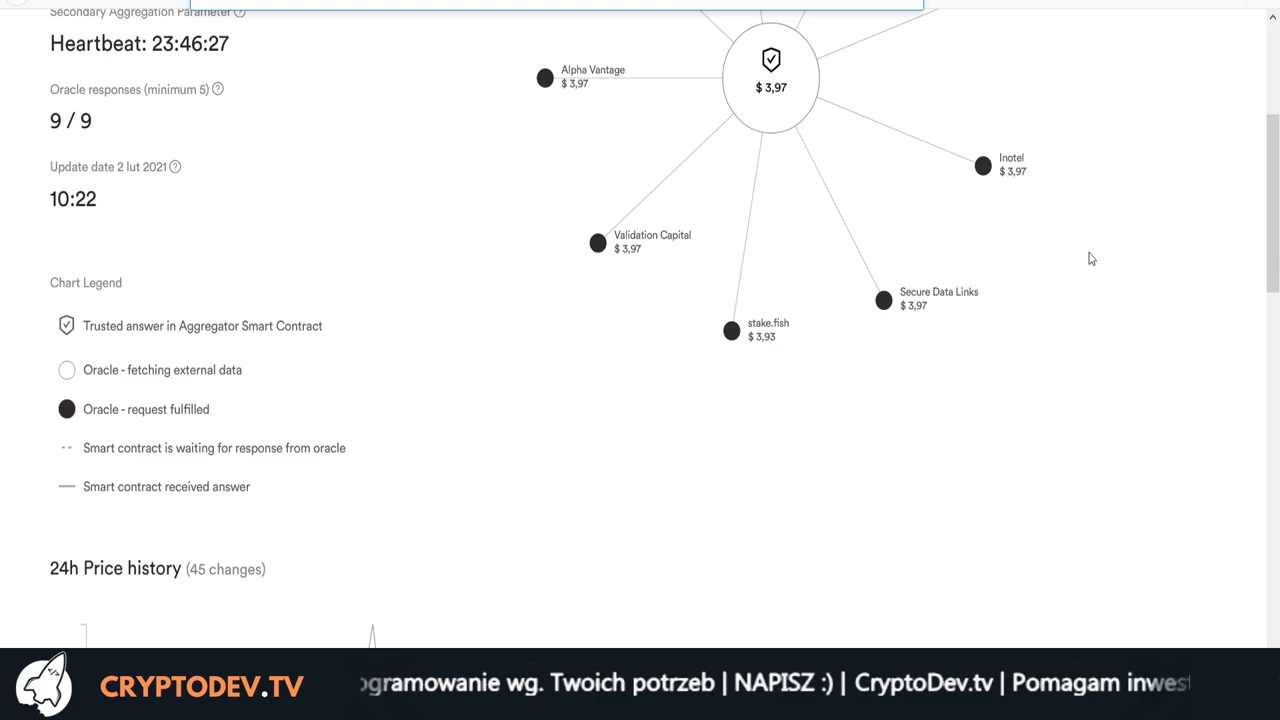 Secondary Aggregation Parameter
Heartbeat: 23:46:27
Oracle responses (minimum 5)
9 / 9
Update date 2 lut 2021
10:22
Chart Legend
Trusted answer in Aggregator Smart Contract
Oracle - fetching external data
Oracle - request fulfilled
Smart contract is waiting for response from oracle
Smart contract received answer
24h Price history (45 changes)
$ 3,97
Alpha Vantage
$ 3,97
Inotel
$ 3,97
Validation Capital
$ 3,97
Secure Data Links
$ 3,97
stake.fish
$ 3,93
CRYPTODEV.TV
ogramowanie wg. Twoich potrzeb | NAPISZ :) | CryptoDev.tv | Pomagam inwest